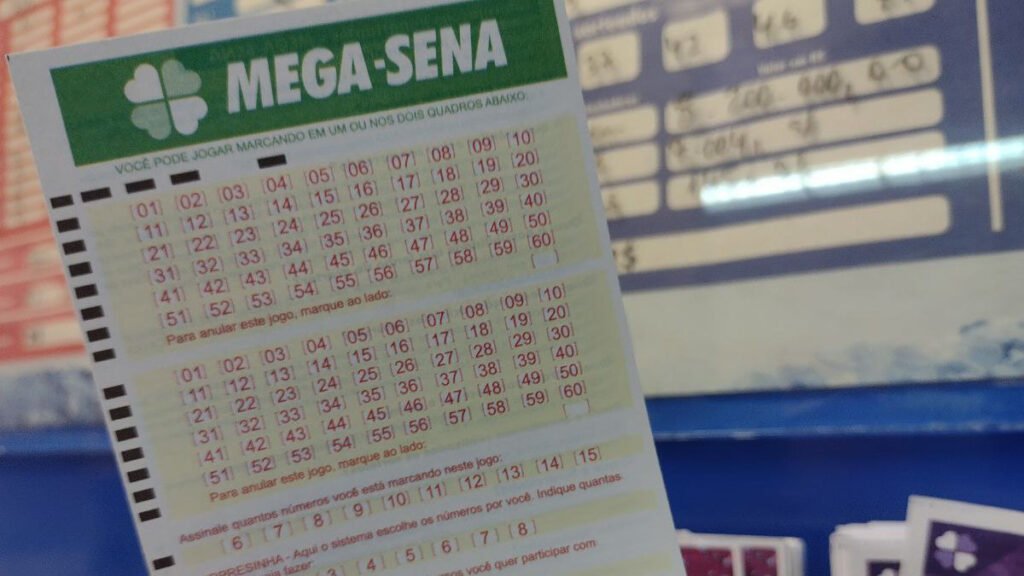 MEGA-SENA
VOCÊ PODE JOGAR MARCANDO EM UM OU NOS DOIS QUADROS ABAIXO:
[01] [02] [03] [04] [05] [06] [07] [08] [09] [10]
[11] [12] [13] [14] [15] [16] [17] [18] [19] [20]
[21] [22] [23] [24] [25] [26] [27] [28] [29] [30]
[31] [32] [33] [34] [35] [36] [37] [38] [39] [40]
[41] [42] [43] [44] [45] [46] [47] [48] [49] [50]
[51] [52] [53] [54] [55] [56] [57] [58] [59] [60]
Para anular este jogo, marque ao lado:
[01] [02] [03] [04] [05] [06] [07] [08] [09] [10]
[11] [12] [13] [14] [15] [16] [17] [18] [19] [20]
[21] [22] [23] [24] [25] [26] [27] [28] [29] [30]
[31] [32] [33] [34] [35] [36] [37] [38] [39] [40]
[41] [42] [43] [44] [45] [46] [47] [48] [49] [50]
[51] [52] [53] [54] [55] [56] [57] [58] [59] [60]
Para anular este jogo, marque ao lado:
Assinale quantos números você está marcando neste jogo:
[6] [7] [8] [9] [10] [11] [12] [13] [14] [15]
RPRESINHA - Aqui o sistema escolhe os números por você. Indique quantas
fazer:
[3] [4] [5] [6] [7] [8]
você quer participar com